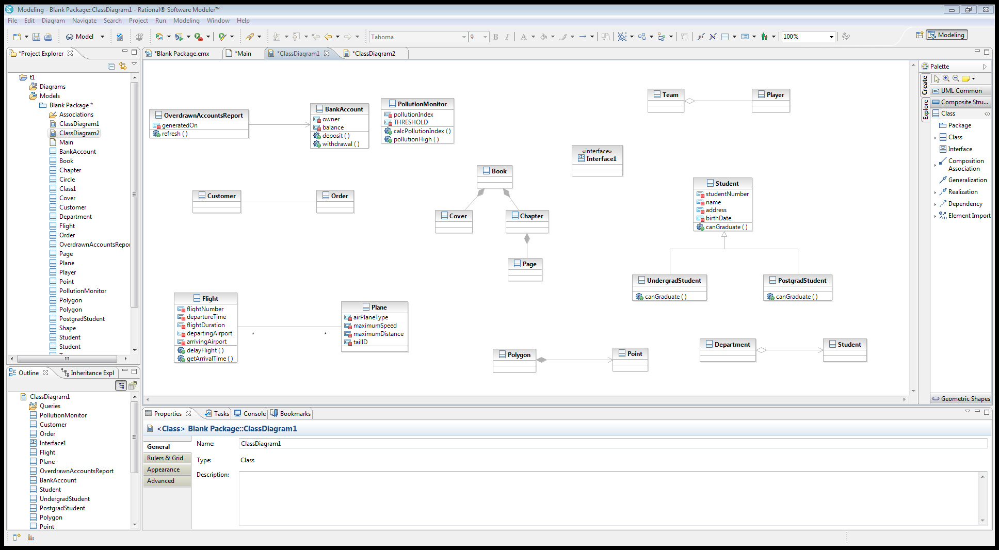 Modeling - Blank Package::ClassDiagram1 - Rational® Software Modeler™
File Edit Diagram Navigate Search Project Run Modeling Window Help
Model
Tahoma
9
B I
A
100%
Modeling
*Project Explorer
t1
Diagrams
Models
Blank Package *
Associations
ClassDiagram1
ClassDiagram2
Main
BankAccount
Book
Chapter
Circle
Class1
Cover
Customer
Department
Flight
Order
OverdrawnAccountsRepor
Page
Plane
Player
Point
PollutionMonitor
Polygon
Polygon
PostgradStudent
Shape
Student
Student
Outline
Inheritance Expl
ClassDiagram1
Queries
PollutionMonitor
Customer
Order
Interface1
Flight
Plane
OverdrawnAccountsReport
BankAccount
Student
UndergradStudent
PostgradStudent
Polygon
Point
*Blank Package.emx
*Main
*ClassDiagram1
*ClassDiagram2
OverdrawnAccountsReport
generatedOn
refresh ( )
BankAccount
owner
balance
deposit ( )
withdrawal ( )
PollutionMonitor
pollutionIndex
THRESHOLD
calcPollutionIndex ( )
pollutionHigh ( )
Team
Player
«interface»
Interface1
Book
Cover
Chapter
Page
Customer
Order
Student
studentNumber
name
address
birthDate
canGraduate ( )
UndergradStudent
canGraduate ( )
PostgradStudent
canGraduate ( )
Flight
flightNumber
departureTime
flightDuration
departingAirport
arrivingAirport
delayFlight ( )
getArrivalTime ( )
*
*
Plane
airPlaneType
maximumSpeed
maximumDistance
tailID
Polygon
Point
Department
Student
Palette
Create
Explore
UML Common
Composite Stru...
Class
Package
Class
Interface
Composition
Association
Generalization
Realization
Dependency
Element Import
Geometric Shapes
Properties
Tasks
Console
Bookmarks
<Class> Blank Package::ClassDiagram1
General
Rulers & Grid
Appearance
Advanced
Name:
ClassDiagram1
Type:
Class
Description: